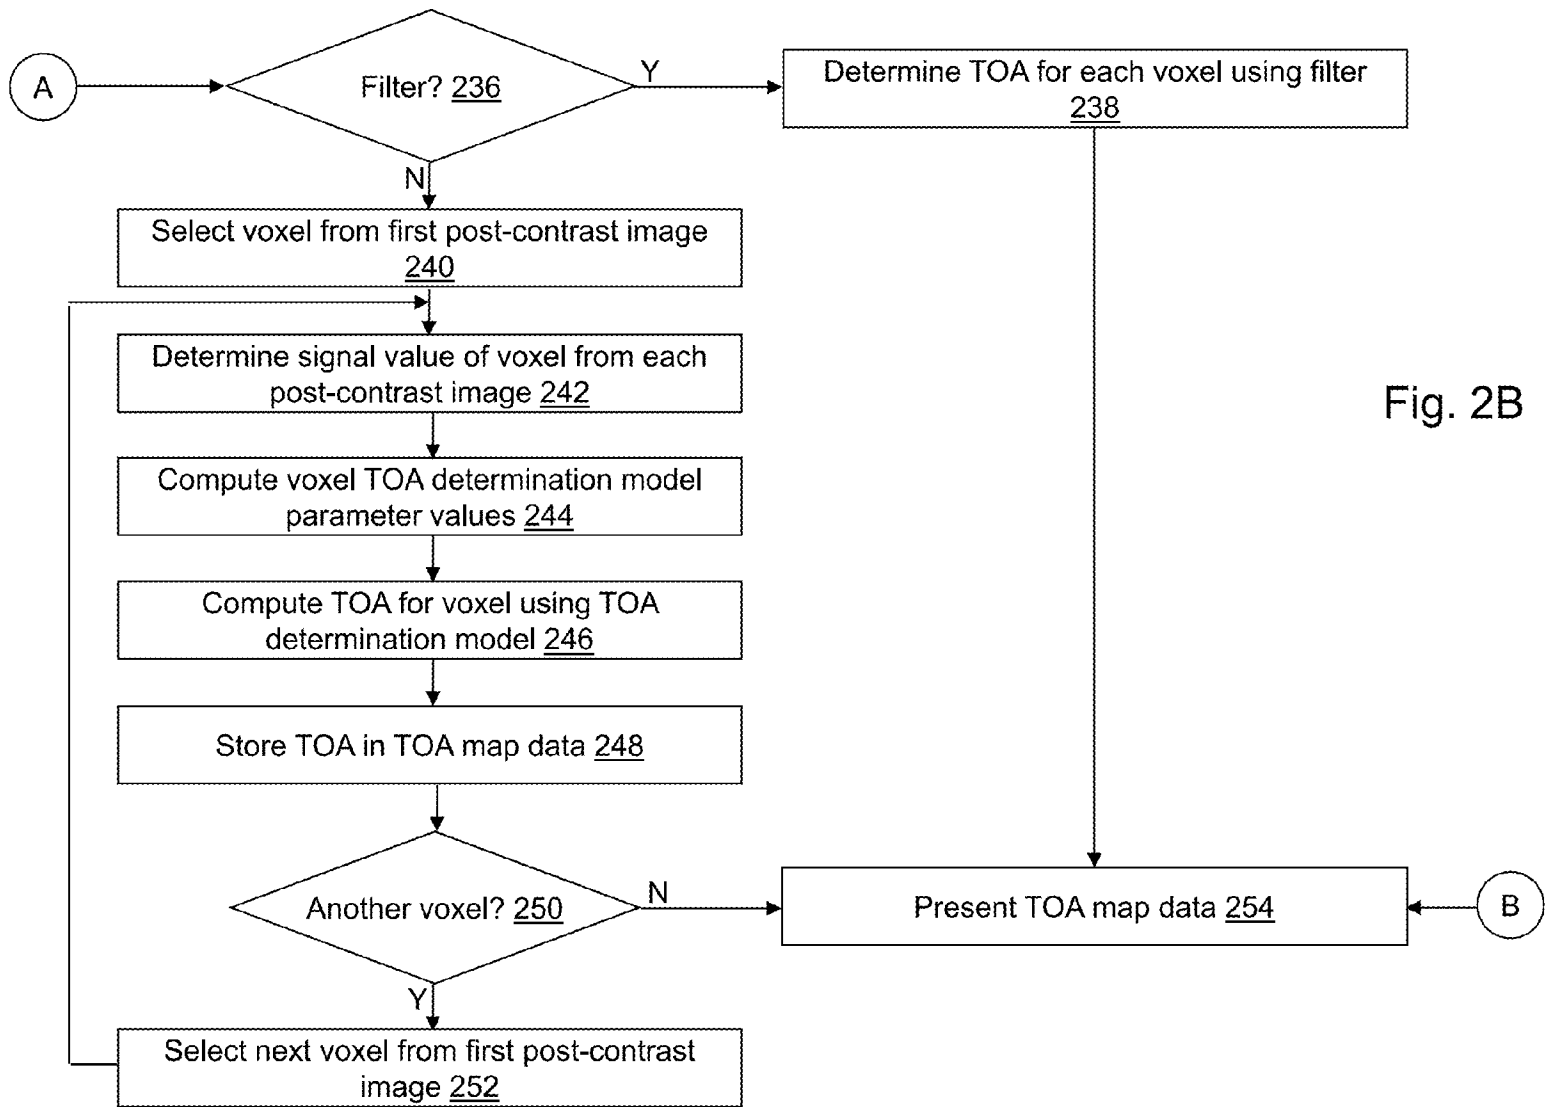 A
Filter? 236
Y
Determine TOA for each voxel using filter
238
N
Select voxel from first post-contrast image
240
Determine signal value of voxel from each
post-contrast image 242
Fig. 2B
Compute voxel TOA determination model
parameter values 244
Compute TOA for voxel using TOA
determination model 246
Store TOA in TOA map data 248
Another voxel? 250
N
Present TOA map data 254
B
Y
Select next voxel from first post-contrast
image 252